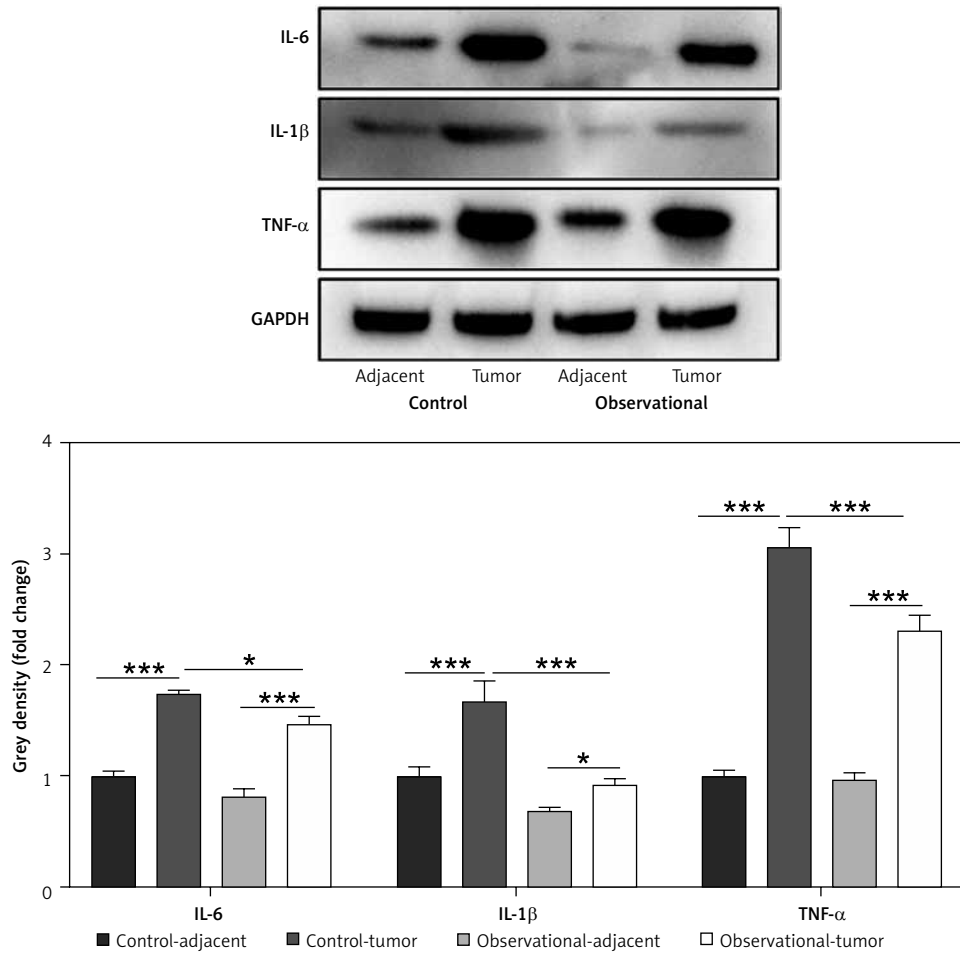 IL-6
IL-1β
TNF-α
GAPDH
Adjacent Tumor Adjacent Tumor
Control Observational
Grey density (fold change)
4
3
2
1
0
*** * ***
*** *** *
*** *** ***
IL-6 IL-1β TNF-α
Control-adjacent Control-tumor Observational-adjacent Observational-tumor